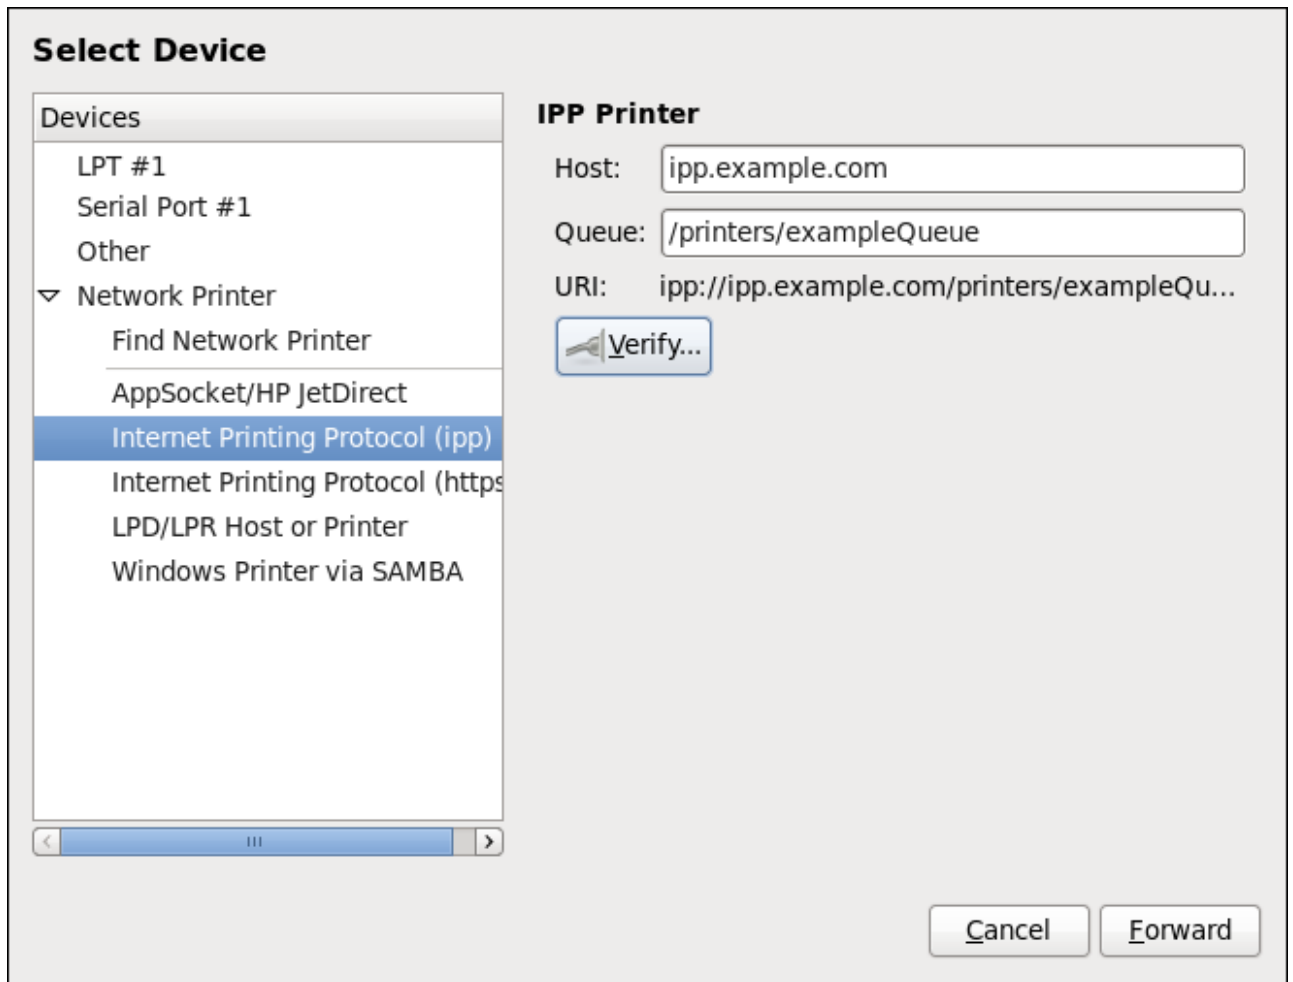 Select Device
Devices
LPT #1
Serial Port #1
Other
Network Printer
Find Network Printer
AppSocket/HP JetDirect
Internet Printing Protocol (ipp)
Internet Printing Protocol (https
LPD/LPR Host or Printer
Windows Printer via SAMBA
IPP Printer
Host: ipp.example.com
Queue: /printers/exampleQueue
URI: ipp://ipp.example.com/printers/exampleQu...
Verify...
Cancel Forward